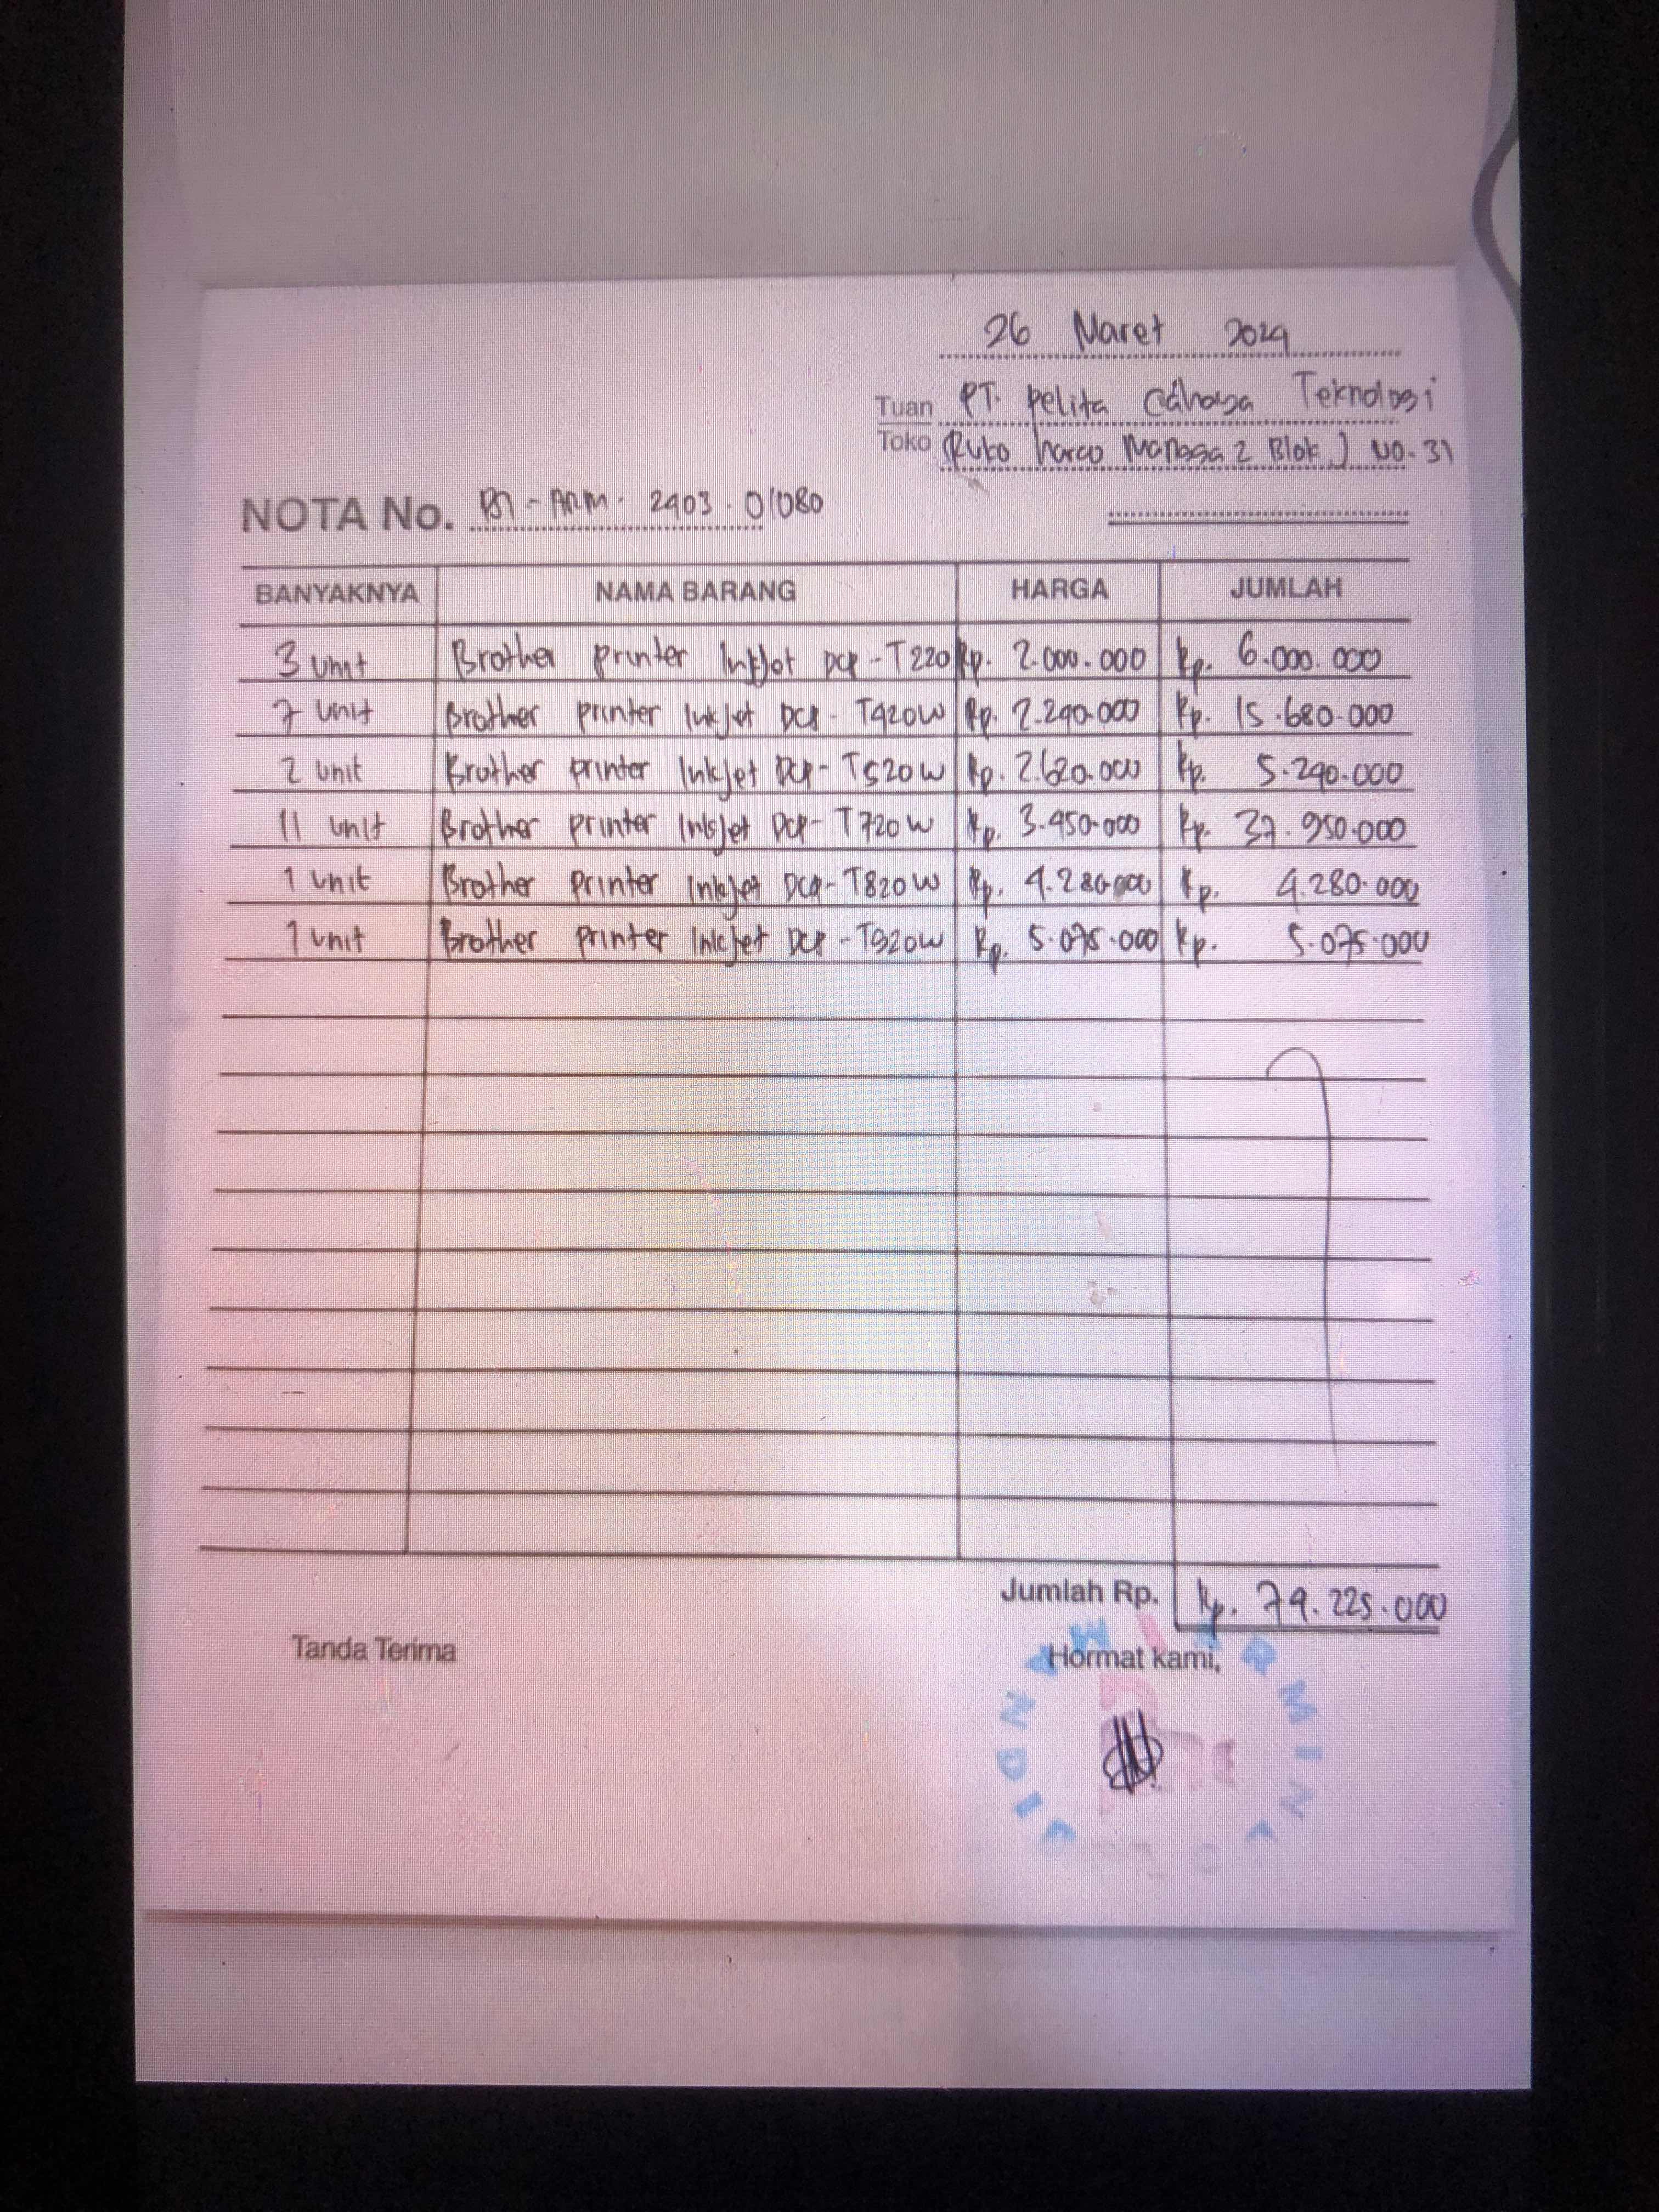 26 Maret 2024
Tuan PT. Pelita Cahaya Teknologi
Toko (Ruko harco Mangga 2 Blok J NO. 31
NOTA No. 2403. 01080
BANYAKNYA NAMA BARANG HARGA JUMLAH
3 Unit Brother printer InkJet DCP-T220 Rp. 2.000.000 Rp. 6.000.000
7 Unit Brother printer InkJet DCP-T420W Rp. 2.240.000 Rp. 15.680.000
2 Unit Brother printer InkJet DCP-T520W Rp. 2.620.000 Rp. 5.240.000
11 Unit Brother printer InkJet DCP-T720W Rp. 3.450.000 Rp. 37.950.000
1 Unit Brother printer InkJet DCP-T820W Rp. 4.280.000 Rp. 4.280.000
1 Unit Brother printer InkJet DCP-T920W Rp. 5.075.000 Rp. 5.075.000
Jumlah Rp. Rp. 74.225.000
Tanda Terima Hormat kami,